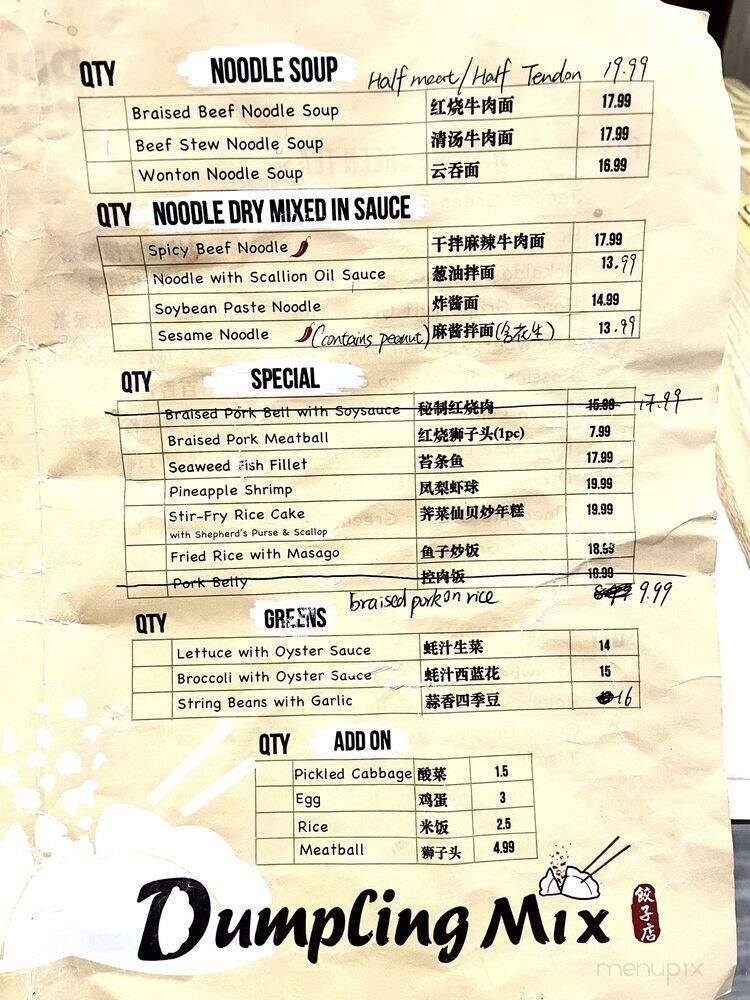 QTY NOODLE SOUP Half meat/Half Tendon 19.99
Braised Beef Noodle Soup 红烧牛肉面 17.99
Beef Stew Noodle Soup 清汤牛肉面 17.99
Wonton Noodle Soup 云吞面 16.99
QTY NOODLE DRY MIXED IN SAUCE
Spicy Beef Noodle 干拌麻辣牛肉面 17.99
Noodle with Scallion Oil Sauce 葱油拌面 13.99
Soybean Paste Noodle 炸酱面 14.99
Sesame Noodle (contains peanut) 麻酱拌面(含花生) 13.99
QTY SPECIAL
Braised Pork Bell with Soysauce 秘制红烧肉 15.99 17.99
Braised Pork Meatball 红烧狮子头(1pc) 7.99
Seaweed Fish Fillet 苔条鱼 17.99
Pineapple Shrimp 凤梨虾球 19.99
Stir-Fry Rice Cake 荠菜仙贝炒年糕 19.99
with Shepherd's Purse & Scallop
Fried Rice with Masago 鱼子炒饭 18.99
Pork Belly 控肉饭 18.99
braised pork on rice 9.99
QTY GREENS
Lettuce with Oyster Sauce 蚝汁生菜 14
Broccoli with Oyster Sauce 蚝汁西蓝花 15
String Beans with Garlic 蒜香四季豆 16
QTY ADD ON
Pickled Cabbage 酸菜 1.5
Egg 鸡蛋 3
Rice 米饭 2.5
Meatball 狮子头 4.99
Dumpling Mix 餃子店
menupix